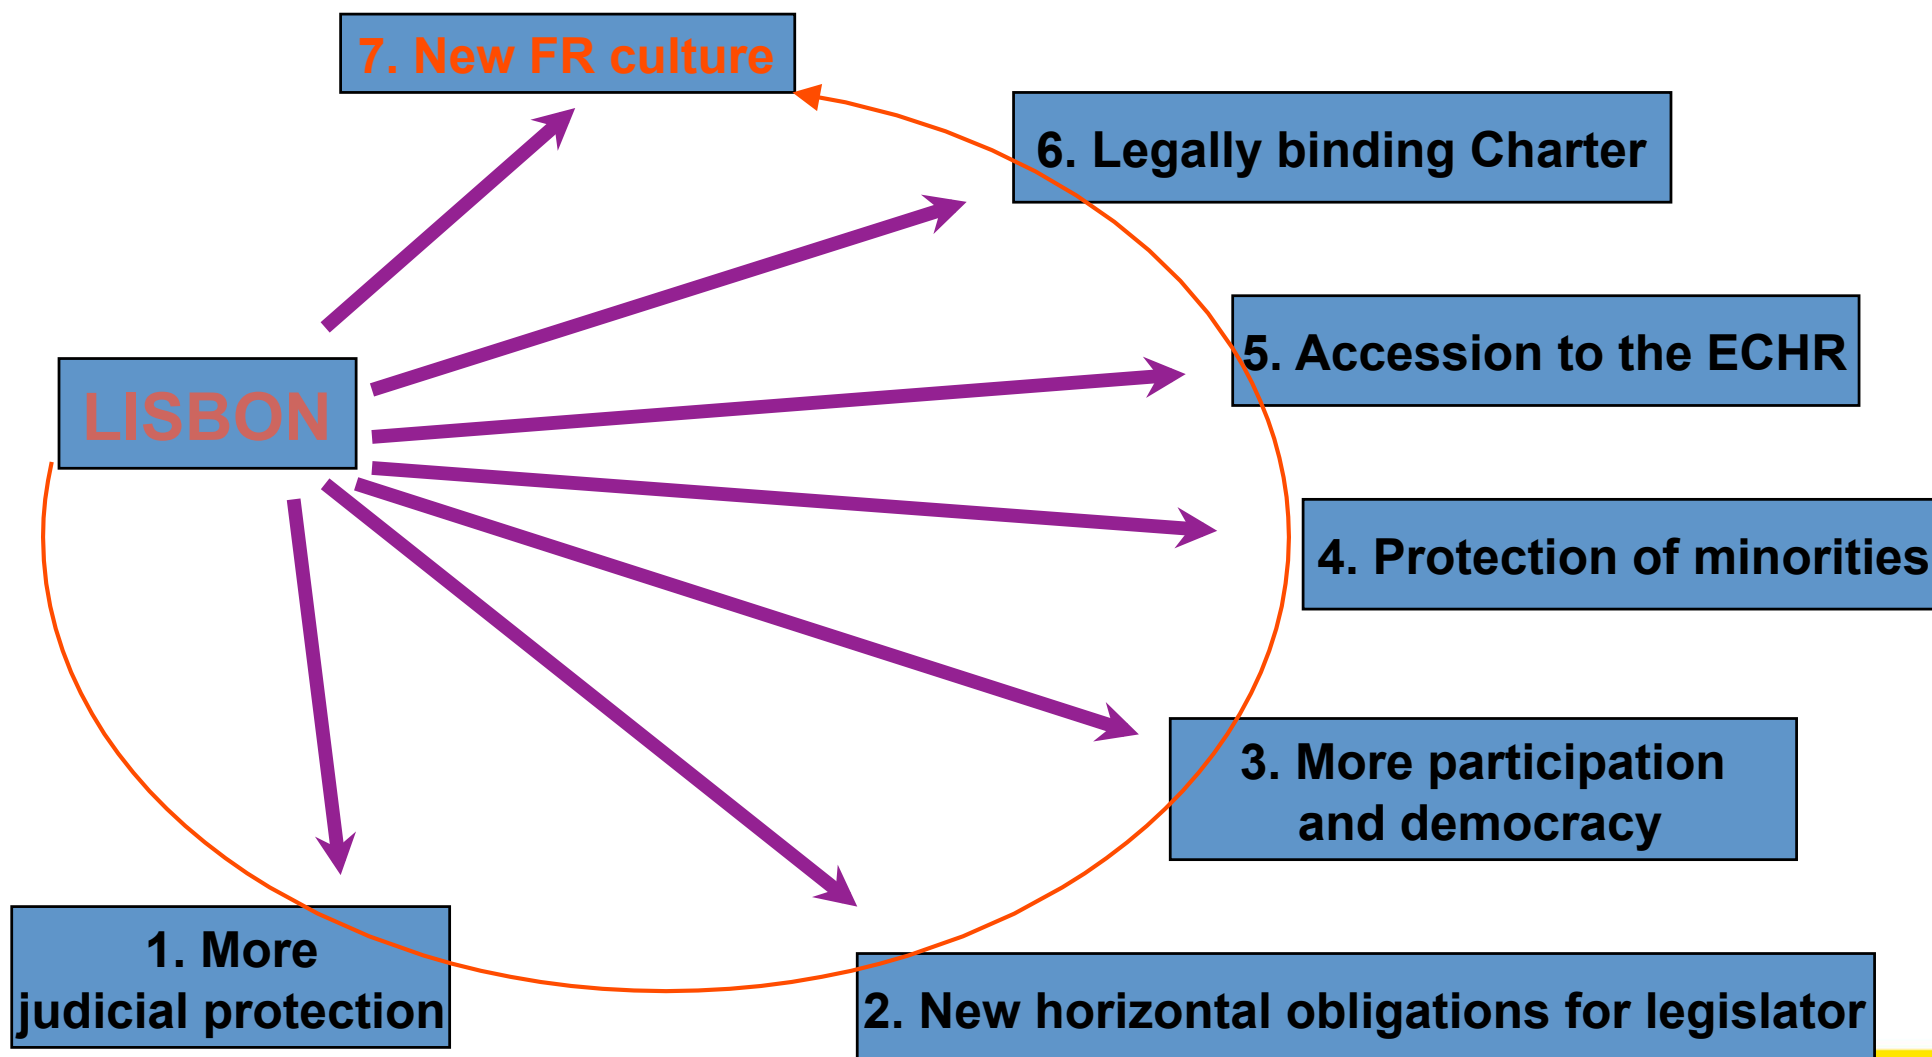 7. New FR culture
6. Legally binding Charter
5. Accession to the ECHR
LISBON
4. Protection of minorities
3. More participation
and democracy
1. More
judicial protection
2. New horizontal obligations for legislator